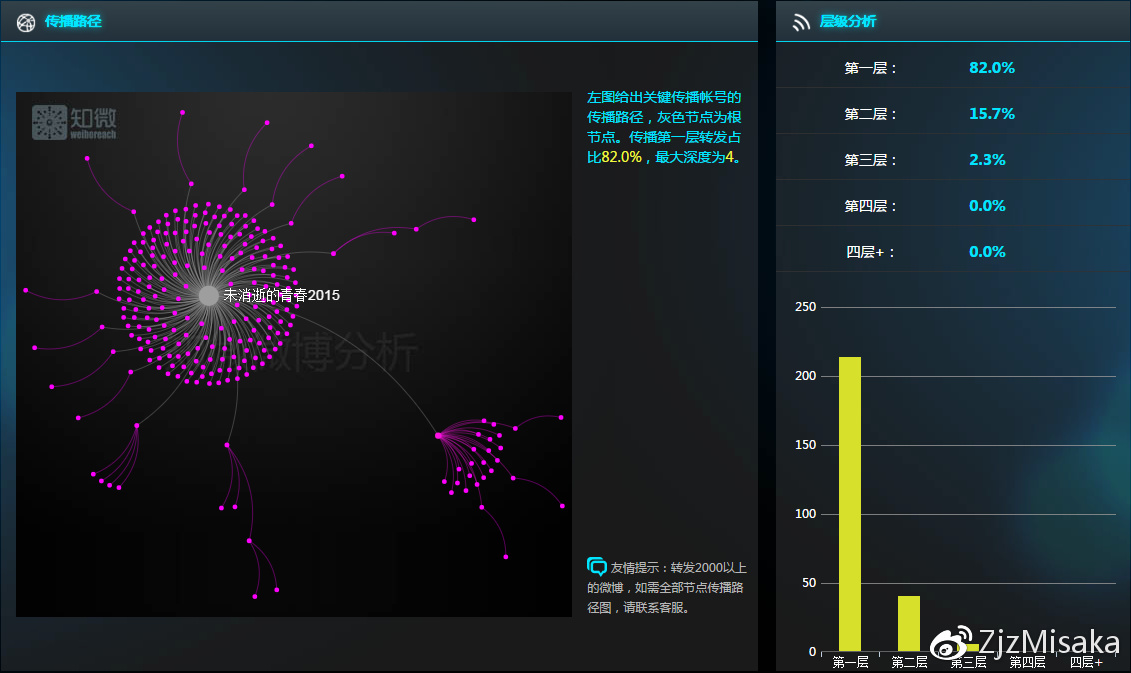 传播路径
知微
weibereach
未消逝的青春2015
微博分析
左图给出关键传播帐号的
传播路径，灰色节点为根
节点。传播第一层转发占
比82.0%，最大深度为4。
友情提示：转发2000以上
的微博，如需全部节点传播路
径图，请联系客服。
层级分析
第一层： 82.0%
第二层： 15.7%
第三层： 2.3%
第四层： 0.0%
四层+： 0.0%
250
200
150
100
50
0
第一层 第二层 第三层 第四层 四层+
ZjzMisaka